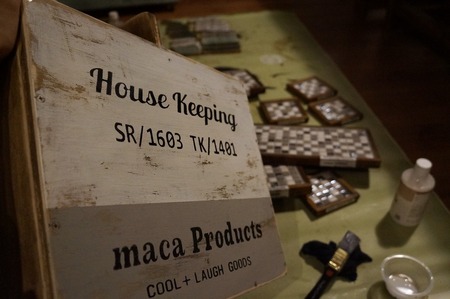 House Keeping
SR/1603 TK/1401
maca Products
COOL + LAUGH GOODS